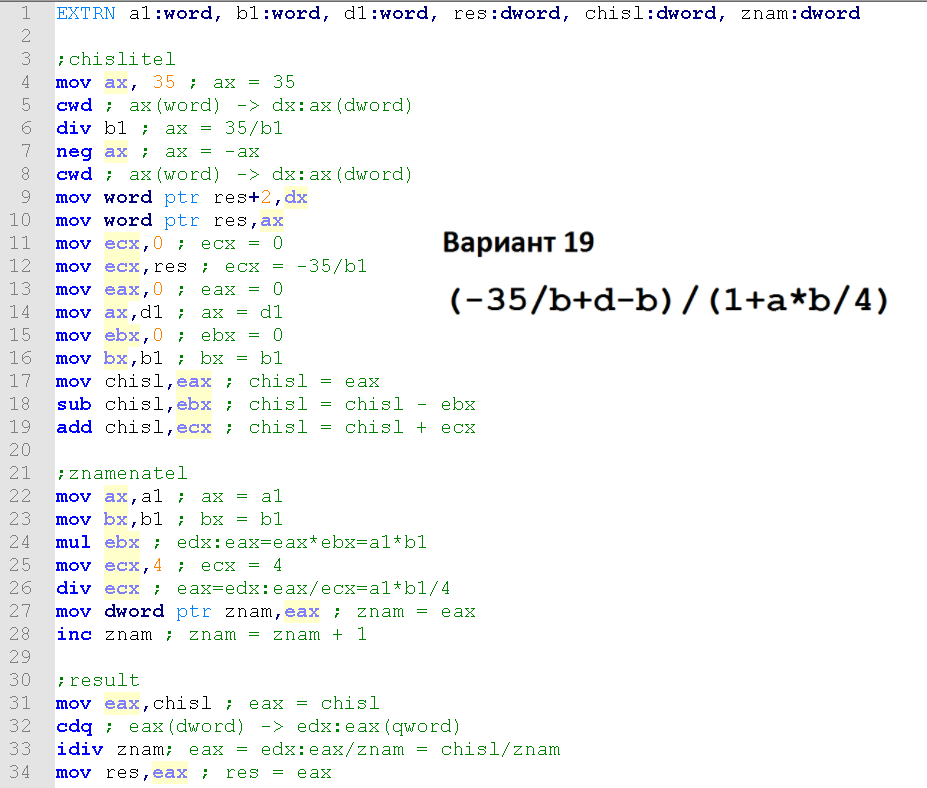 1 EXTRN a1:word, b1:word, d1:word, res:dword, chisl:dword, znam:dword
2
3 ;chislitel
4 mov ax, 35 ; ax = 35
5 cwd ; ax(word) -> dx:ax(dword)
6 div b1 ; ax = 35/b1
7 neg ax ; ax = -ax
8 cwd ; ax(word) -> dx:ax(dword)
9 mov word ptr res+2,dx
10 mov word ptr res,ax
11 mov ecx,0 ; ecx = 0
12 mov ecx,res ; ecx = -35/b1
13 mov eax,0 ; eax = 0
14 mov ax,d1 ; ax = d1
15 mov ebx,0 ; ebx = 0
16 mov bx,b1 ; bx = b1
17 mov chisl,eax ; chisl = eax
18 sub chisl,ebx ; chisl = chisl - ebx
19 add chisl,ecx ; chisl = chisl + ecx
20
21 ;znamenatel
22 mov ax,a1 ; ax = a1
23 mov bx,b1 ; bx = b1
24 mul ebx ; edx:eax=eax*ebx=a1*b1
25 mov ecx,4 ; ecx = 4
26 div ecx ; eax=edx:eax/ecx=a1*b1/4
27 mov dword ptr znam,eax ; znam = eax
28 inc znam ; znam = znam + 1
29
30 ;result
31 mov eax,chisl ; eax = chisl
32 cdq ; eax(dword) -> edx:eax(qword)
33 idiv znam; eax = edx:eax/znam = chisl/znam
34 mov res,eax ; res = eax
Вариант 19
(-35/b+d-b)/(1+a*b/4)